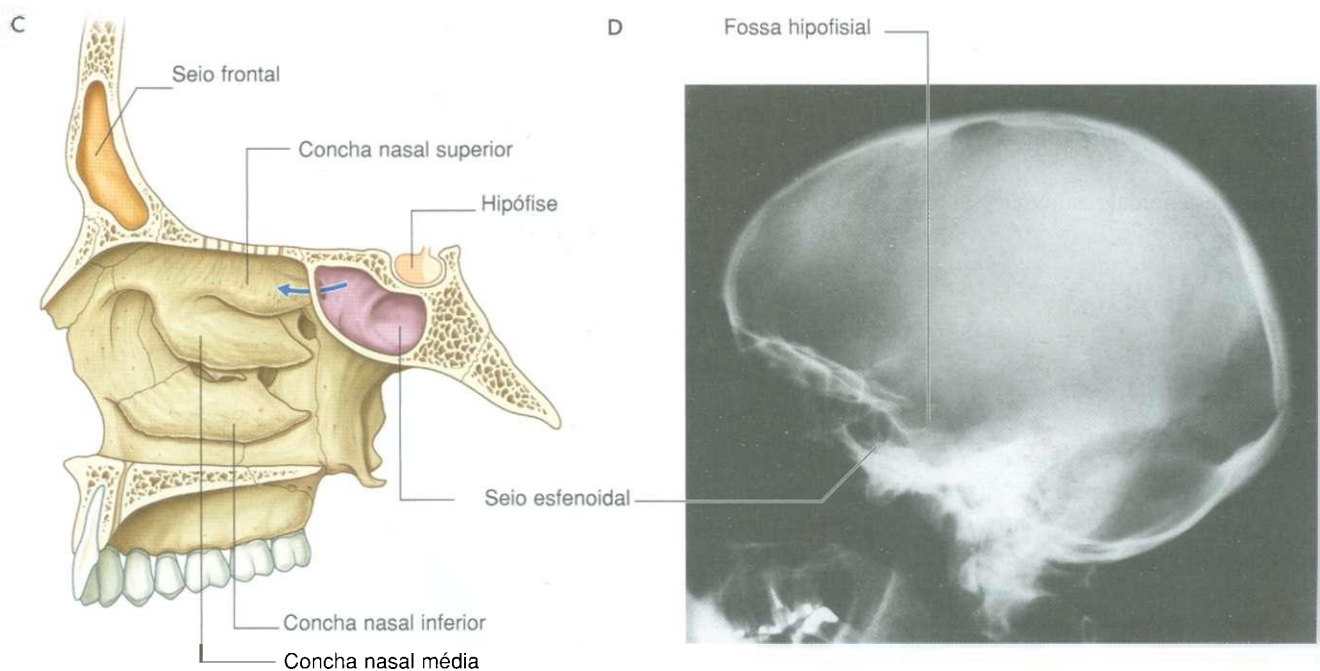 C
D
Fossa hipofisial
Seio frontal
Concha nasal superior
Hipófise
Seio esfenoidal
Concha nasal inferior
Concha nasal média